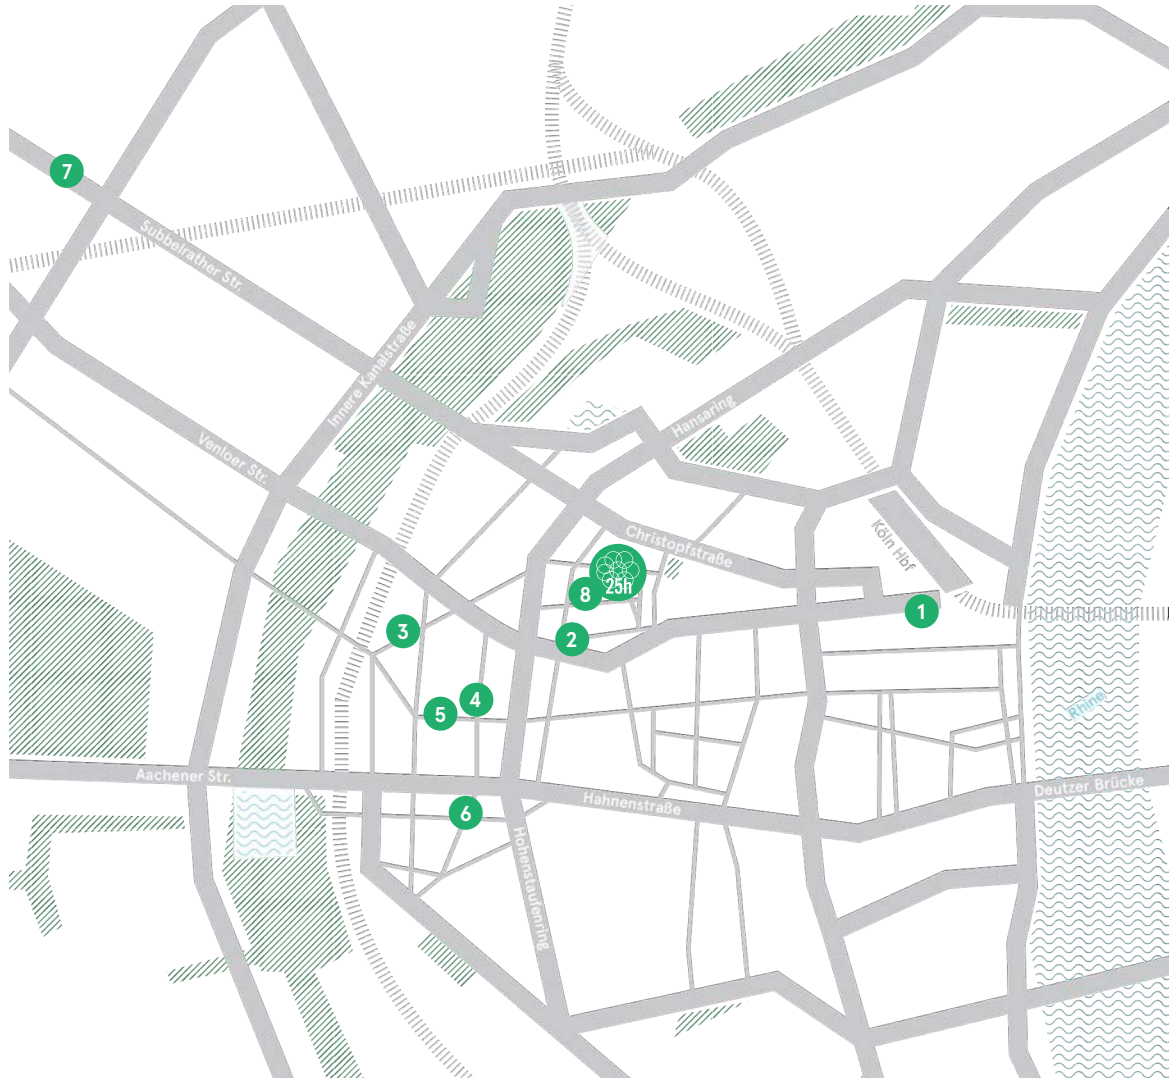 7
Subbelrather Str.
Innere Kanalstraße
Venloer Str.
Hansaring
Christopfstraße
Köln Hbf
25h
8
1
3
2
4
5
Rhine
Aachener Str.
Hahnenstraße
Deutzer Brücke
6
Hohenstaufenring